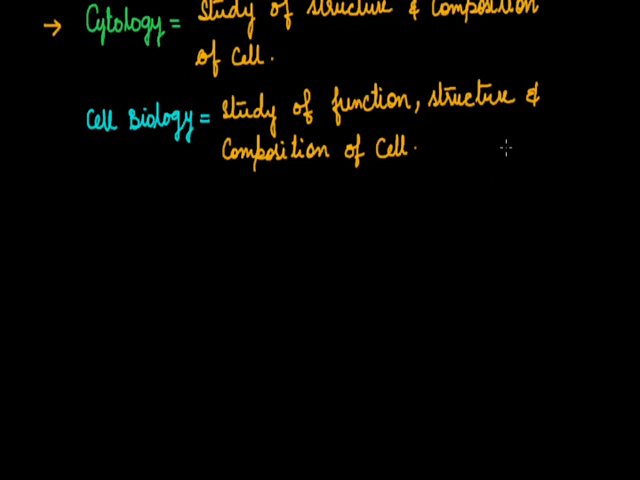 → Cytology = Study of structure & Composition
of Cell.
Cell Biology = Study of function, structure &
Composition of Cell.